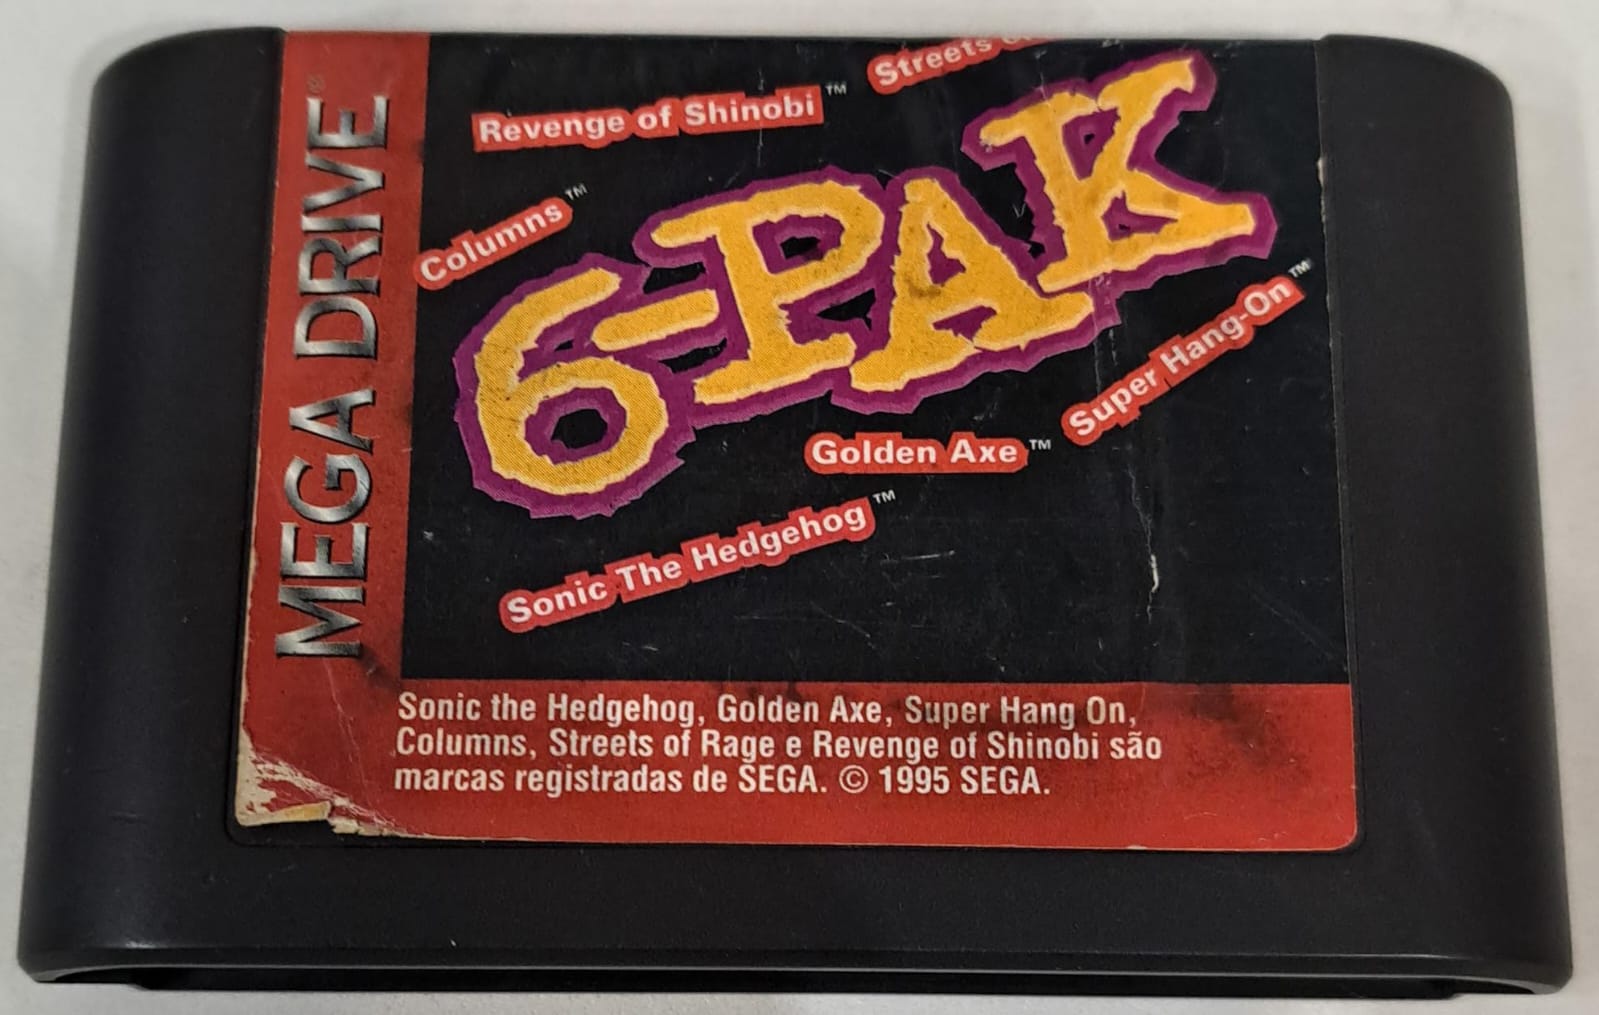 MEGA DRIVE®
Streets
Revenge of Shinobi™
Columns™
6-PAK
Super Hang-On™
Golden Axe™
Sonic The Hedgehog™
Sonic the Hedgehog, Golden Axe, Super Hang On,
Columns, Streets of Rage e Revenge of Shinobi são
marcas registradas de SEGA. © 1995 SEGA.